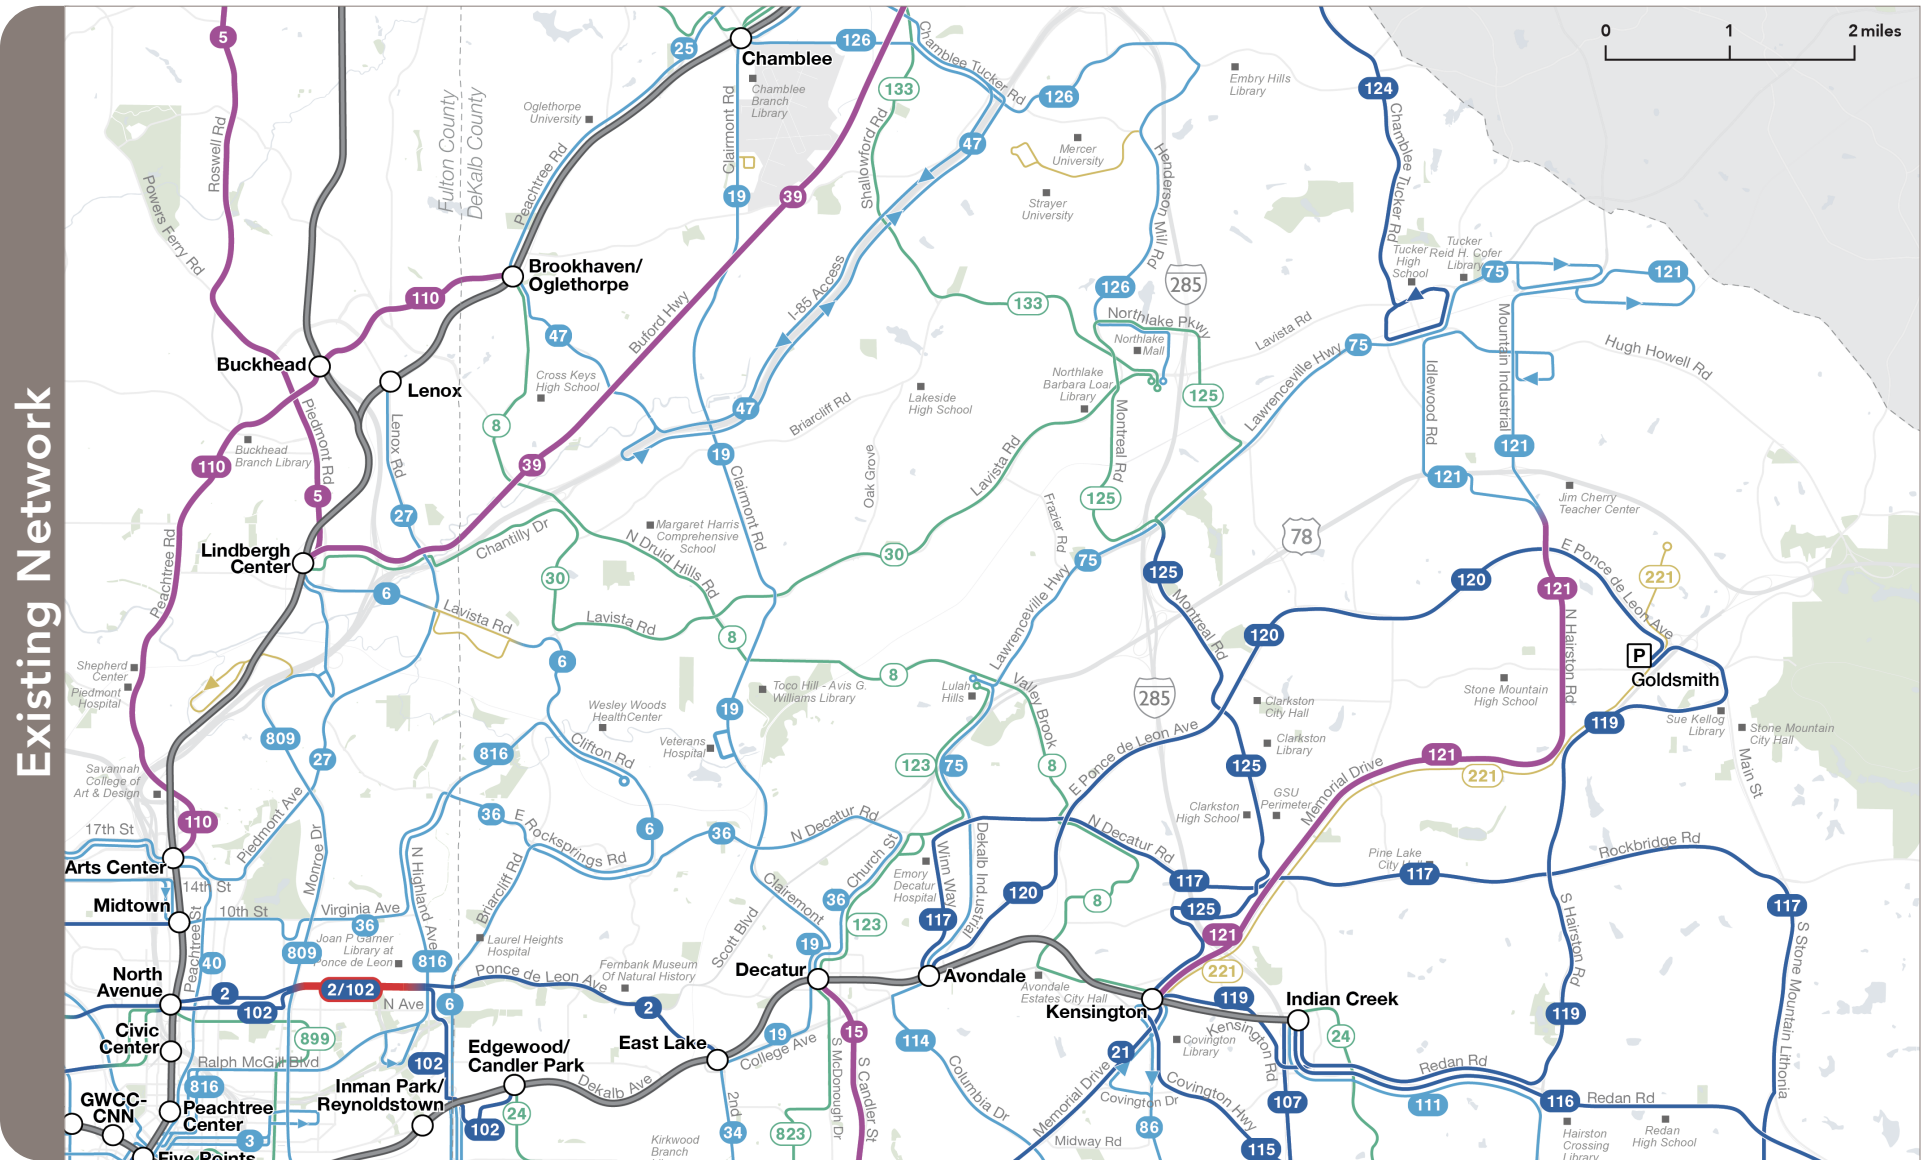 Existing Network
0 1 2 miles
5
25
Chamblee
126
Chamblee Tucker Rd
124
Embry Hills
Library
133
126
Chamblee
Branch
Library
Oglethorpe
University
Fulton County
DeKalb County
Roswell Rd
Clairmont Rd
Shallowford Rd
47
Mercer
University
Chamblee Tucker Rd
Powers Ferry Rd
Peachtree Rd
19
39
Strayer
University
Henderson Mill Rd
Tucker
High
School
Tucker
Reid H. Cofer
Library
75
121
Brookhaven/
Oglethorpe
110
I-85 Access
126
285
133
Northlake Pkwy
Northlake
Mall
Lavista Rd
75
Mountain Industrial
Hugh Howell Rd
47
Buford Hwy
Buckhead
Lenox
Cross Keys
High School
Northlake
Barbara Loar
Library
Lakeside
High School
125
Lawrenceville Hwy
Idlewood Rd
47
Briarcliff Rd
8
Piedmont Rd
Lenox Rd
Buckhead
Branch Library
110
39
19
Clairmont Rd
Oak Grove
Lavista Rd
Montreal Rd
125
121
121
Jim Cherry
Teacher Center
5
27
Margaret Harris
Comprehensive
School
Frazier Rd
78
Lindbergh
Center
Chantilly Dr
N Druid Hills Rd
30
30
75
125
120
E Ponce de Leon Ave
221
121
Peachtree Rd
6
Lavista Rd
Lavista Rd
8
Lawrenceville Hwy
Montreal Rd
120
N Hairston Rd
P
Goldsmith
Shepherd
Center
Piedmont
Hospital
6
8
Lulah
Hills
Valley Brook
285
Toco Hill - Avis G.
Williams Library
Stone Mountain
High School
Clarkston
City Hall
119
Sue Kellog
Library
Stone Mountain
City Hall
Wesley Woods
HealthCenter
19
809
27
816
Clifton Rd
Veterans
Hospital
123
75
8
E Ponce de Leon Ave
Clarkston
Library
125
121
221
Memorial Drive
Main St
Savannah
College of
Art & Design
110
17th St
Piedmont Ave
Monroe Dr
36
E Rocksprings Rd
6
36
N Decatur Rd
Clarkston
High School
GSU
Perimeter
N Decatur Rd
Dekalb Industrial
Winn Way
Arts Center
14th St
N Highland Ave
Briarcliff Rd
Clairemont
Church St
Emory
Decatur
Hospital
Pine Lake
City Hall
117
Rockbridge Rd
117
120
8
125
117
117
Midtown
10th St
Virginia Ave
36
36
123
121
S Hairston Rd
S Stone Mountain Lithonia
Peachtree St
Joan P Garner
Library at
Ponce de Leon
809
816
Laurel Heights
Hospital
Scott Blvd
19
40
North
Avenue
2
102
2/102
N Ave
6
Ponce de Leon Ave
Fernbank Museum
Of Natural History
2
Decatur
Avondale
Avondale
Estates City Hall
221
Kensington
119
Indian Creek
119
Civic
Center
899
Ralph McGill Blvd
816
102
Edgewood/
Candler Park
East Lake
19
College Ave
15
114
21
Covington
Library
Kensington Rd
24
Redan Rd
GWCC-
CNN
Peachtree
Center
Inman Park/
Reynoldstown
Dekalb Ave
24
102
2nd
34
S McDonough Dr
S Candler St
Columbia Dr
Memorial Drive
Covington Dr
Covington Hwy
107
111
116
Redan Rd
3
Five Points
Kirkwood
Branch
823
Midway Rd
86
115
Hairston
Crossing
Library
Redan
High School